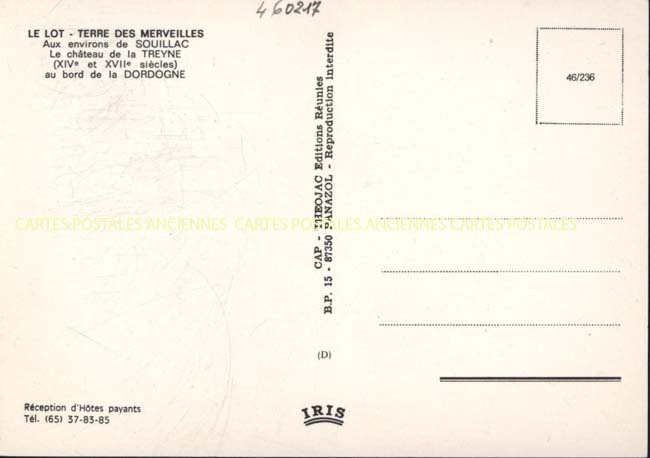 460217
LE LOT - TERRE DES MERVEILLES
Aux environs de SOUILLAC
Le château de la TREYNE
(XIVe et XVIIe siècles)
au bord de la DORDOGNE
CAP - THEOJAC Editions Réunies
B.P. 15 - 87350 PANAZOL - Reproduction interdite
46/236
CARTES POSTALES ANCIENNES CARTES POSTALES ANCIENNES CARTES POSTALES
(D)
Réception d'Hôtes payants
Tél. (65) 37-83-85
IRIS